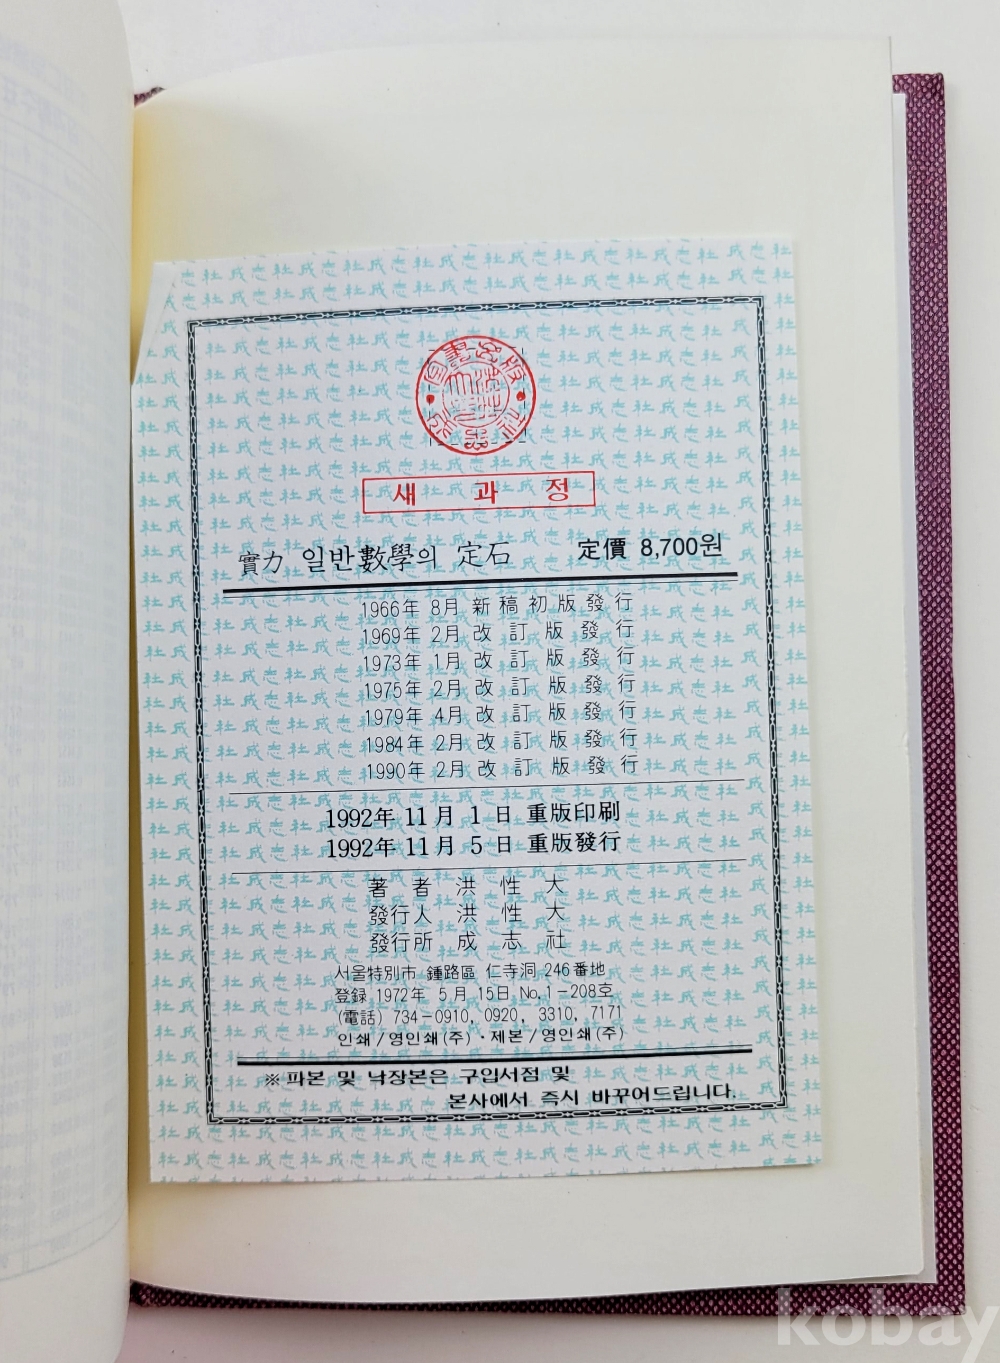 새 과 정
實力 일반數學의 定石 定價 8,700원
1966年 8月 新稿初版發行
1969年 2月 改訂版發行
1973年 1月 改訂版發行
1975年 2月 改訂版發行
1979年 4月 改訂版發行
1984年 2月 改訂版發行
1990年 2月 改訂版發行
1992年 11月 1日 重版印刷
1992年 11月 5日 重版發行
著者 洪性大
發行人 洪性大
發行所 成志社
서울特別市 鍾路區 仁寺洞 246番地
登録 1972年 5月 15日 No.1-208호
(電話) 734-0910, 0920, 3310, 7171
인쇄/영인쇄(주)·제본/영인쇄(주)
※ 파본 및 낙장본은 구입서점 및
본사에서 즉시 바꾸어드립니다.
kobay